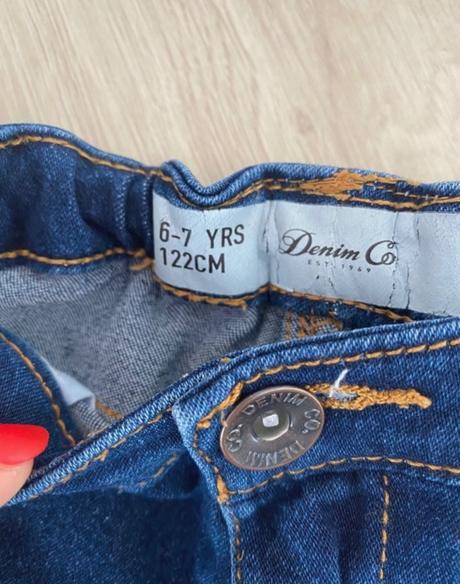 6-7 YRS
122CM
Denim Co
EST. 1969
DENIM CO.
DENIM CO.